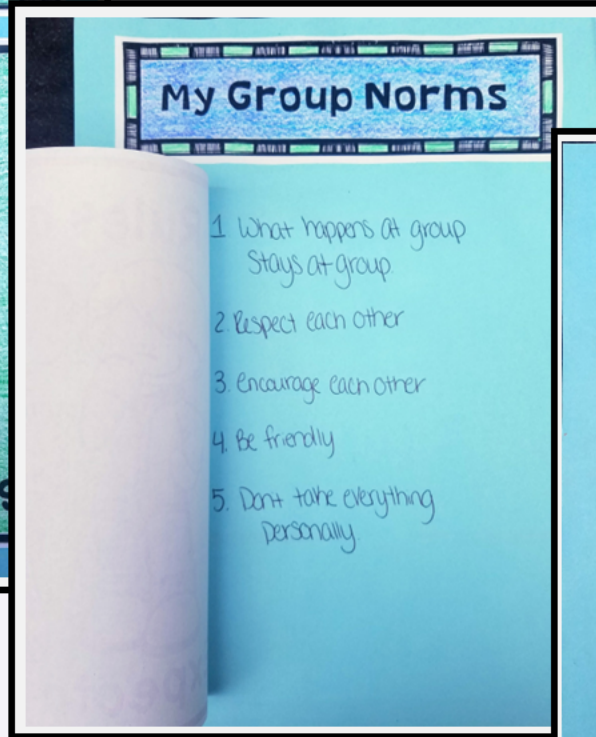 My Group Norms
1 What happens at group
Stays at group.
2. Respect each other
3. encourage each other
4. Be friendly
5. Dont take everything
personally.